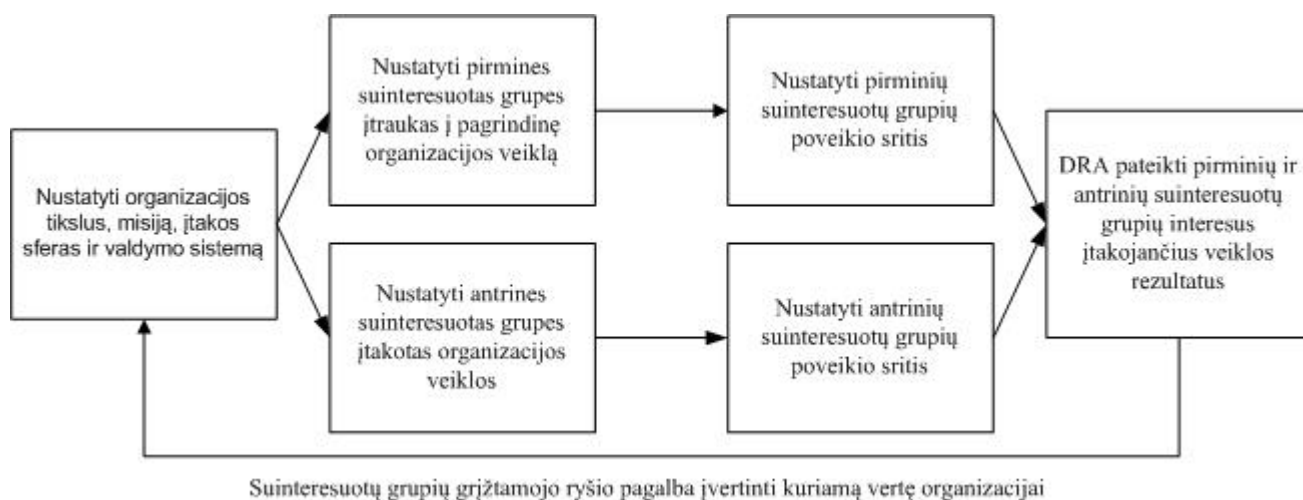 Nustatyti organizacijos
tikslus, misiją, įtakos
sferas ir valdymo sistemą
Nustatyti pirmines
suinteresuotas grupes
įtraukas į pagrindinę
organizacijos veiklą
Nustatyti pirminių
suinteresuotų grupių
poveikio sritis
Nustatyti antrines
suinteresuotas grupes
įtakotas organizacijos
veiklos
Nustatyti antrinių
suinteresuotų grupių
poveikio sritis
DRA pateikti pirminių ir
antrinių suinteresuotų
grupių interesus
įtakojančius veiklos
rezultatus
Suinteresuotų grupių grįžtamojo ryšio pagalba įvertinti kuriamą vertę organizacijai